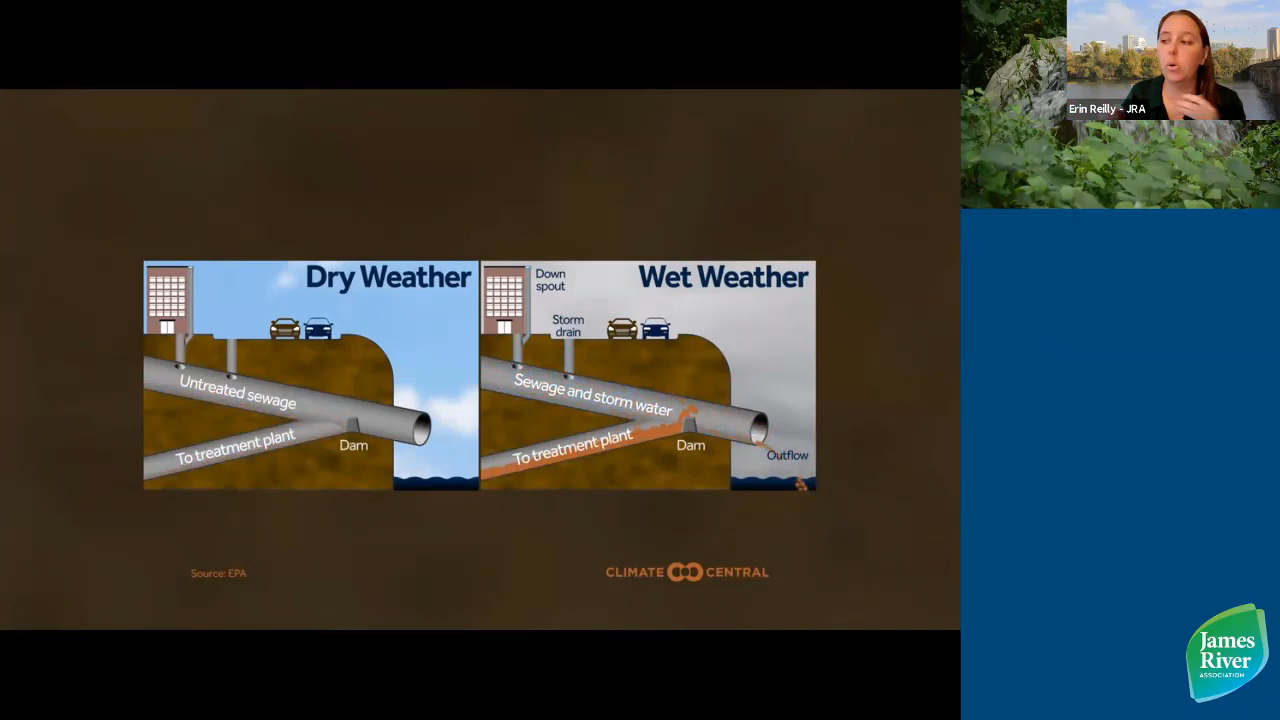 Erin Reilly - JRA
Dry Weather
Untreated sewage
To treatment plant
Dam
Wet Weather
Down
spout
Storm
drain
Sewage and storm water
To treatment plant
Dam
Outflow
Source: EPA
CLIMATE CENTRAL
James
River
ASSOCIATION